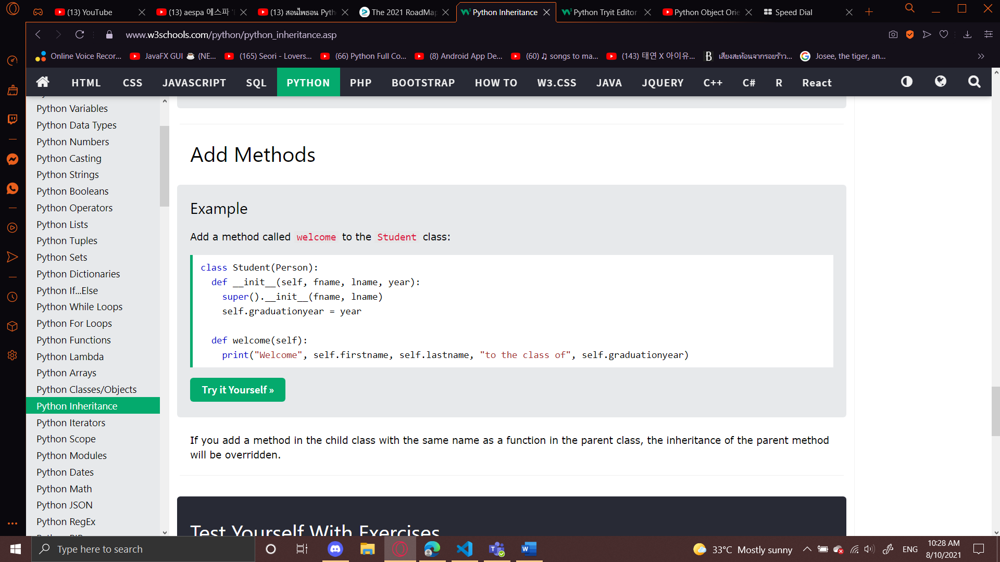 (13) YouTube
(13) aespa 에스파
(13) สอนไพธอน Pyth
The 2021 RoadMap
Python Inheritance
Python Tryit Editor
Python Object Orie
Speed Dial
www.w3schools.com/python/python_inheritance.asp
Online Voice Recor...
JavaFX GUI ☕ (NE...
(165) Seori - Lovers...
(66) Python Full Co...
(8) Android App De...
(60) ♫ songs to ma...
(143) 태연 X 아이유...
เสียงสะท้อนจากรอยร้าว...
Josee, the tiger, an...
HTML
CSS
JAVASCRIPT
SQL
PYTHON
PHP
BOOTSTRAP
HOW TO
W3.CSS
JAVA
JQUERY
C++
C#
R
React
Python Variables
Python Data Types
Python Numbers
Python Casting
Python Strings
Python Booleans
Python Operators
Python Lists
Python Tuples
Python Sets
Python Dictionaries
Python If...Else
Python While Loops
Python For Loops
Python Functions
Python Lambda
Python Arrays
Python Classes/Objects
Python Inheritance
Python Iterators
Python Scope
Python Modules
Python Dates
Python Math
Python JSON
Python RegEx
Add Methods
Example
Add a method called welcome to the Student class:
class Student(Person):
  def __init__(self, fname, lname, year):
    super().__init__(fname, lname)
    self.graduationyear = year
  def welcome(self):
    print("Welcome", self.firstname, self.lastname, "to the class of", self.graduationyear)
Try it Yourself »
If you add a method in the child class with the same name as a function in the parent class, the inheritance of the parent method
will be overridden.
Test Yourself With Exercises
Type here to search
33°C Mostly sunny
ENG
10:28 AM
8/10/2021